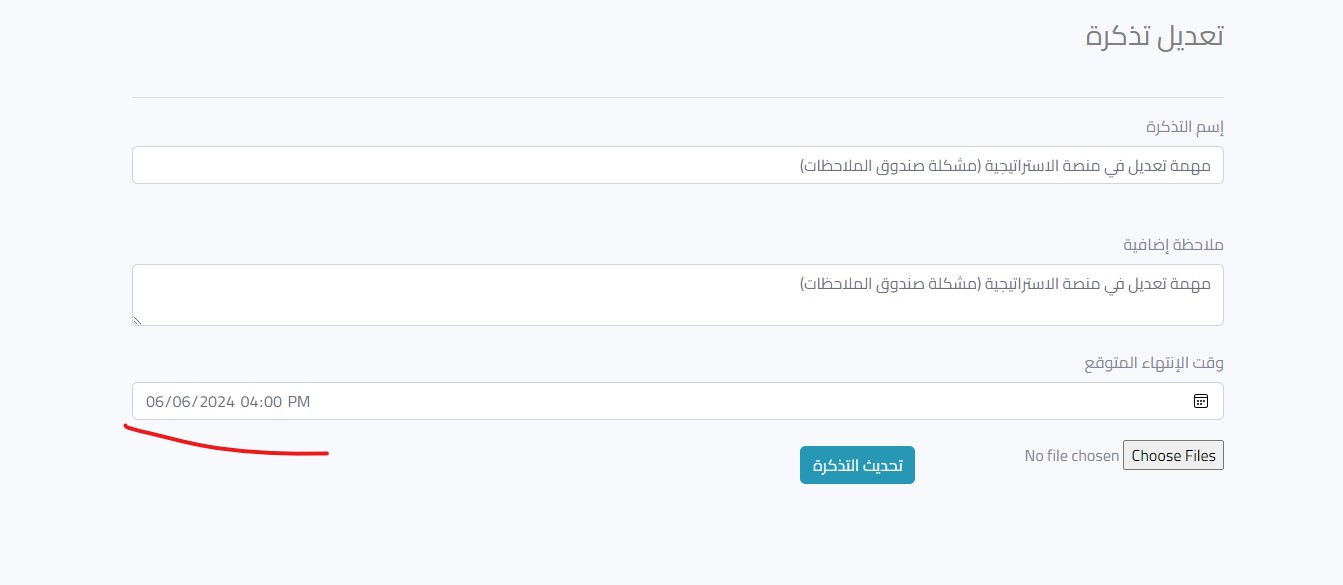 تعديل تذكرة
إسم التذكرة
مهمة تعديل في منصة الاستراتيجية (مشكلة صندوق الملاحظات)
ملاحظة إضافية
مهمة تعديل في منصة الاستراتيجية (مشكلة صندوق الملاحظات)
وقت الإنتهاء المتوقع
06/06/2024 04:00 PM
Choose Files No file chosen
تحديث التذكرة